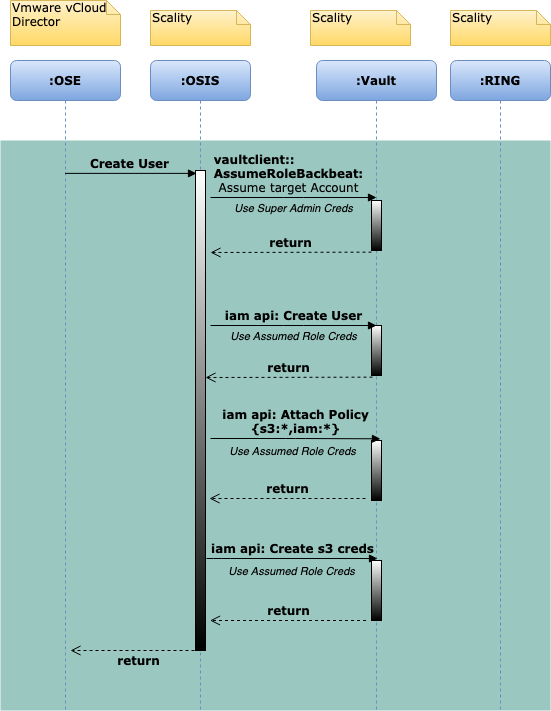 Vmware vCloud
Director
Scality
Scality
Scality
:OSE
:OSIS
:Vault
:RING
Create User
vaultclient::
AssumeRoleBackbeat:
Assume target Account
Use Super Admin Creds
return
iam api: Create User
Use Assumed Role Creds
return
iam api: Attach Policy
{s3:*,iam:*}
Use Assumed Role Creds
return
iam api: Create s3 creds
Use Assumed Role Creds
return
return